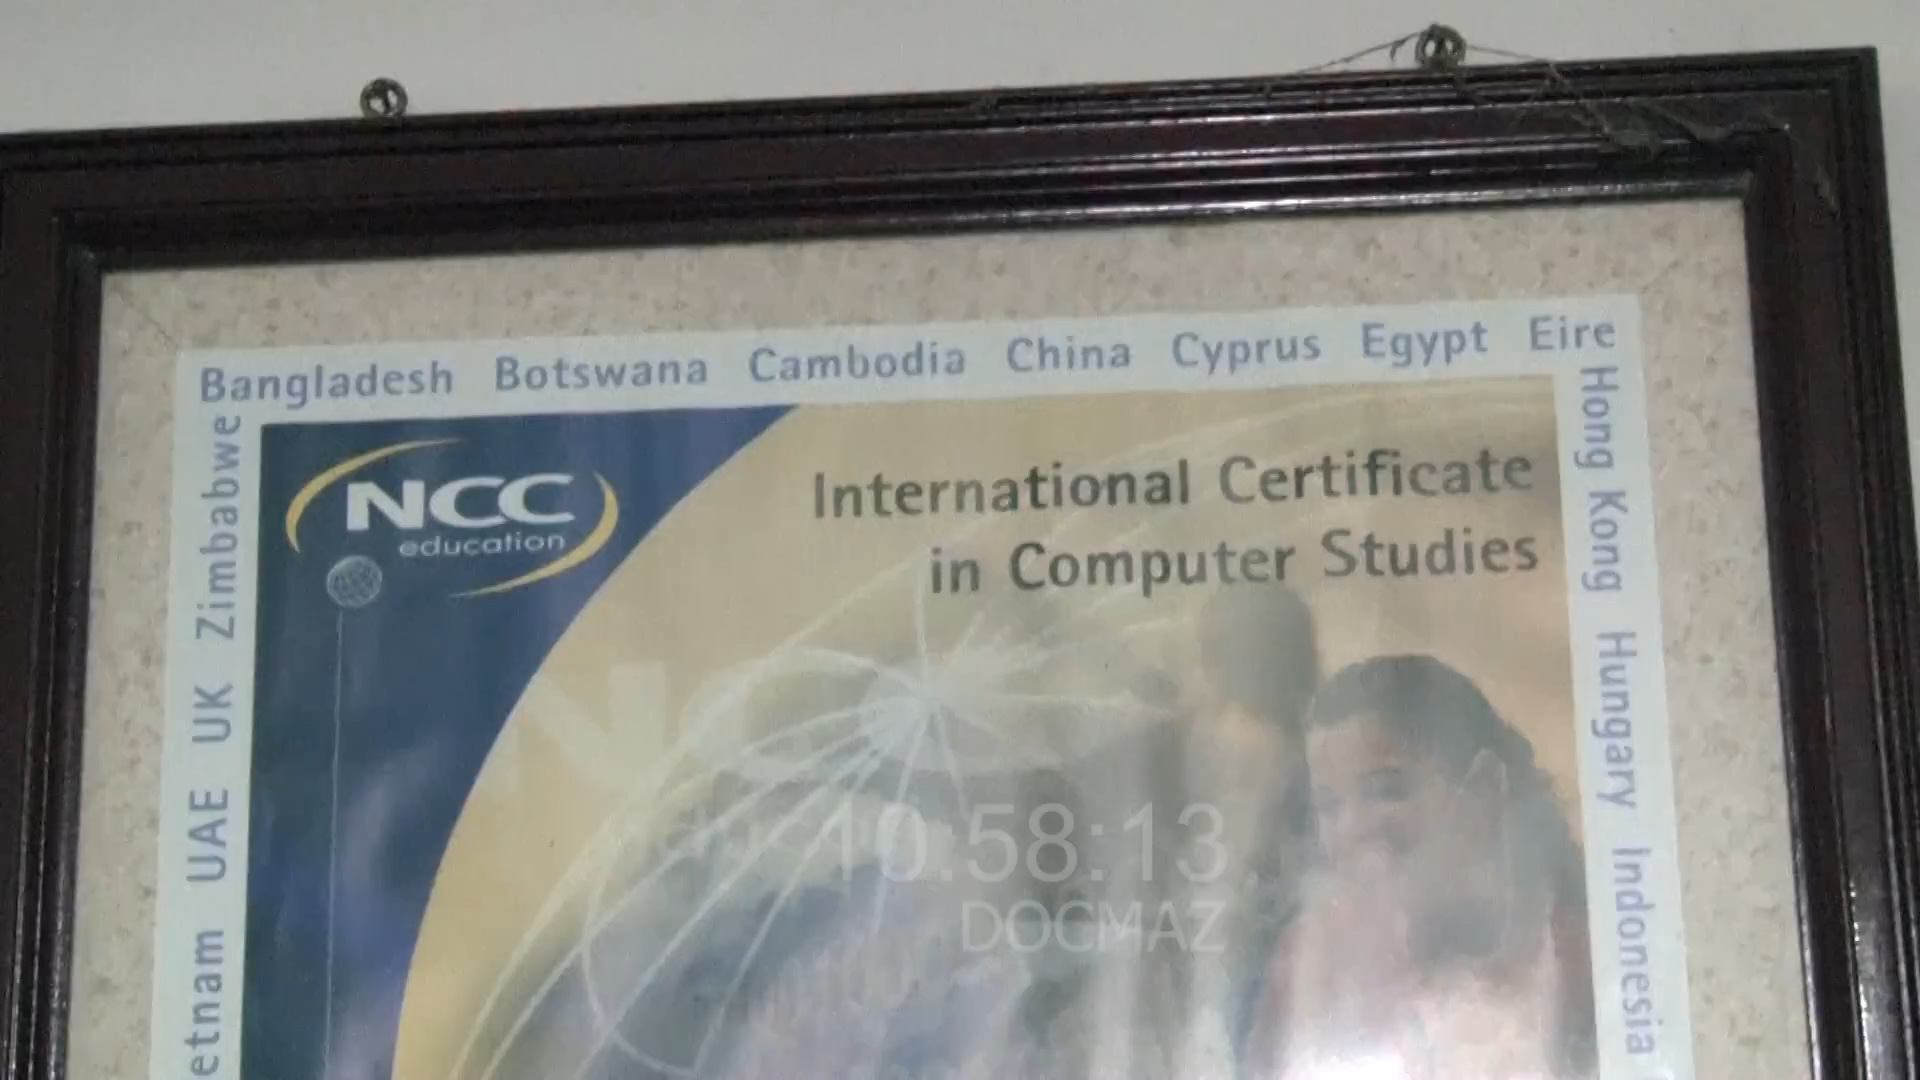 Bangladesh Botswana Cambodia China Cyprus Egypt Eire
Hong Kong Hungary Indonesia
Zimbabwe
UK
UAE
etnam
NCC
education
International Certificate
in Computer Studies
10:58:13
DOCMAZ